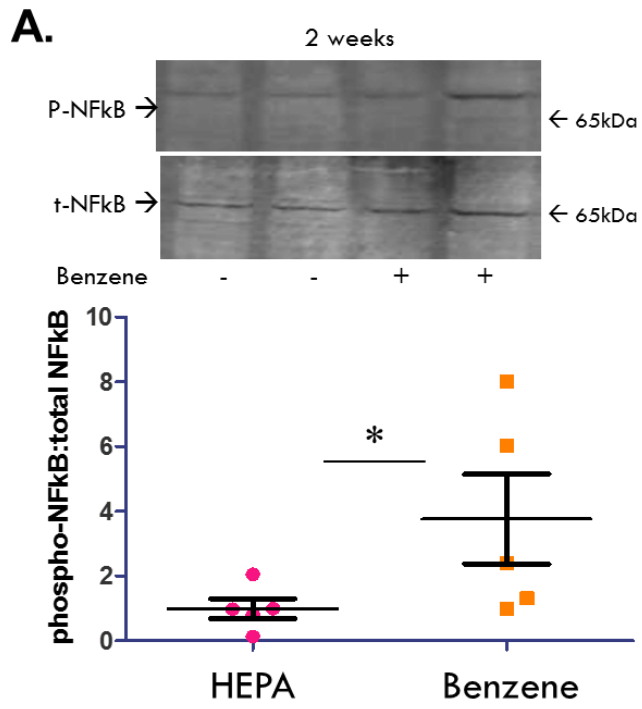 A.
2 weeks
P-NFkB →
← 65kDa
t-NFkB →
← 65kDa
Benzene - - + +
phospho-NFkB:total NFkB
10
8
6
4
2
0
*
HEPA Benzene